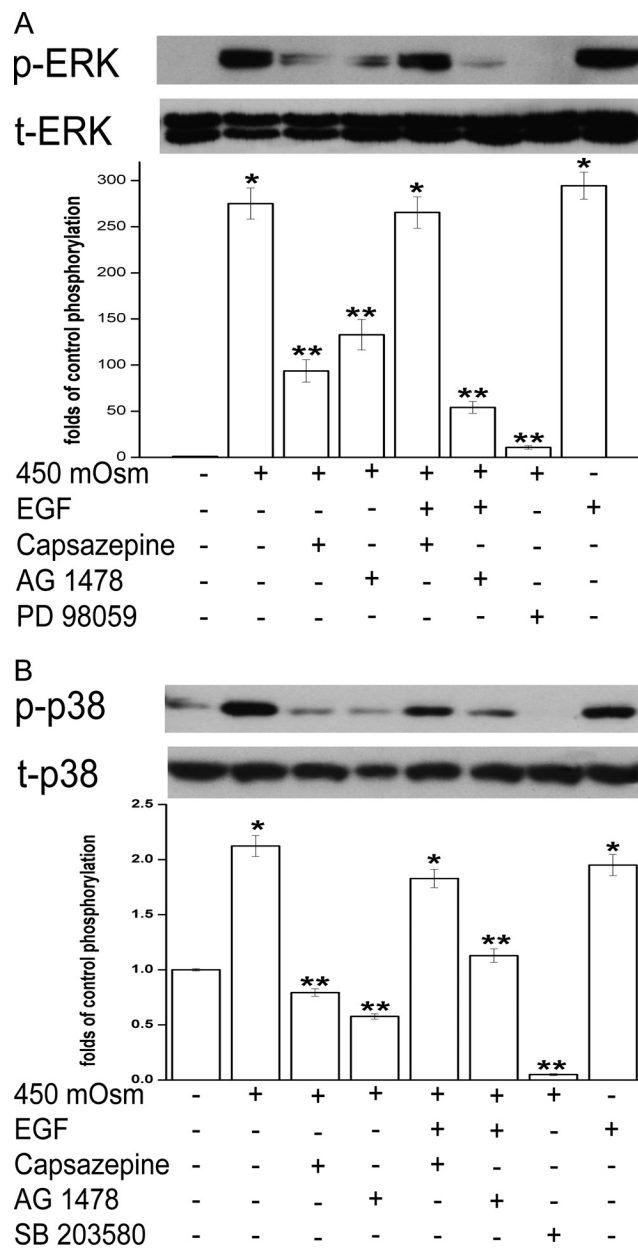 A
p-ERK
t-ERK
folds of control phosphorylation
300
250
200
150
100
50
0
* ** ** * ** ** *
450 mOsm - + + + + + + -
EGF - - - - + + - +
Capsazepine - - + - + - - -
AG 1478 - - - + - + - -
PD 98059 - - - - - - + -
B
p-p38
t-p38
folds of control phosphorylation
2.5
2.0
1.5
1.0
0.5
0.0
* ** ** * ** ** *
450 mOsm - + + + + + + -
EGF - - - - + + - +
Capsazepine - - + - + - - -
AG 1478 - - - + - + - -
SB 203580 - - - - - - + -